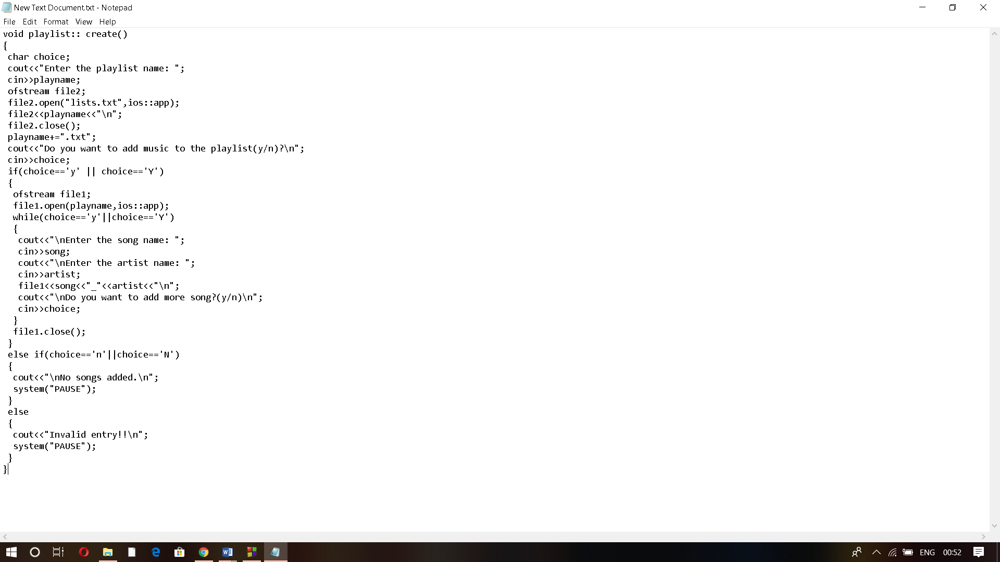 New Text Document.txt - Notepad
File Edit Format View Help
void playlist:: create()
{
 char choice;
 cout<<"Enter the playlist name: ";
 cin>>playname;
 ofstream file2;
 file2.open("lists.txt",ios::app);
 file2<<playname<<"\n";
 file2.close();
 playname+=".txt";
 cout<<"Do you want to add music to the playlist(y/n)?\n";
 cin>>choice;
 if(choice=='y' || choice=='Y')
 {
  ofstream file1;
  file1.open(playname,ios::app);
  while(choice=='y'||choice=='Y')
  {
   cout<<"\nEnter the song name: ";
   cin>>song;
   cout<<"\nEnter the artist name: ";
   cin>>artist;
   file1<<song<<"_"<<artist<<"\n";
   cout<<"\nDo you want to add more song?(y/n)\n";
   cin>>choice;
  }
  file1.close();
 }
 else if(choice=='n'||choice=='N')
 {
  cout<<"\nNo songs added.\n";
  system("PAUSE");
 }
 else
 {
  cout<<"Invalid entry!!\n";
  system("PAUSE");
 }
}
ENG 00:52